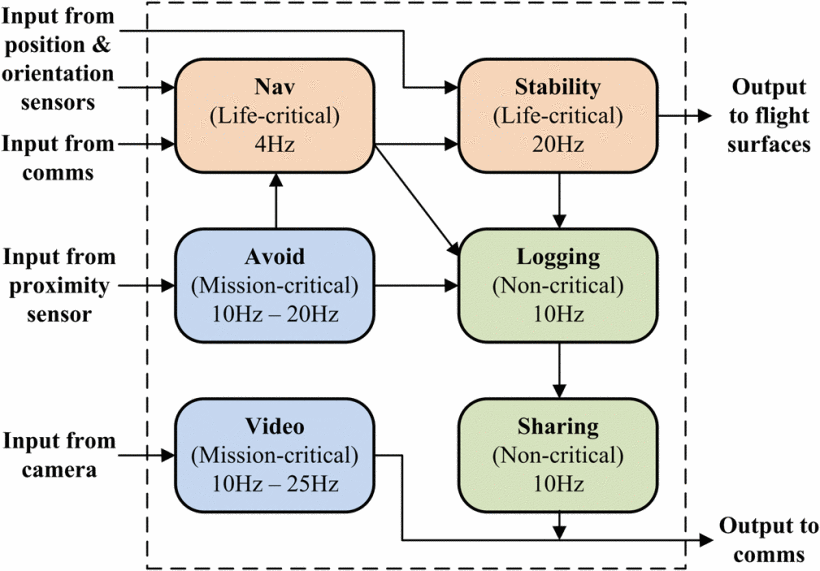 Input from
position &
orientation
sensors
Input from
comms
Nav
(Life-critical)
4Hz
Stability
(Life-critical)
20Hz
Output
to flight
surfaces
Input from
proximity
sensor
Avoid
(Mission-critical)
10Hz – 20Hz
Logging
(Non-critical)
10Hz
Input from
camera
Video
(Mission-critical)
10Hz – 25Hz
Sharing
(Non-critical)
10Hz
Output to
comms